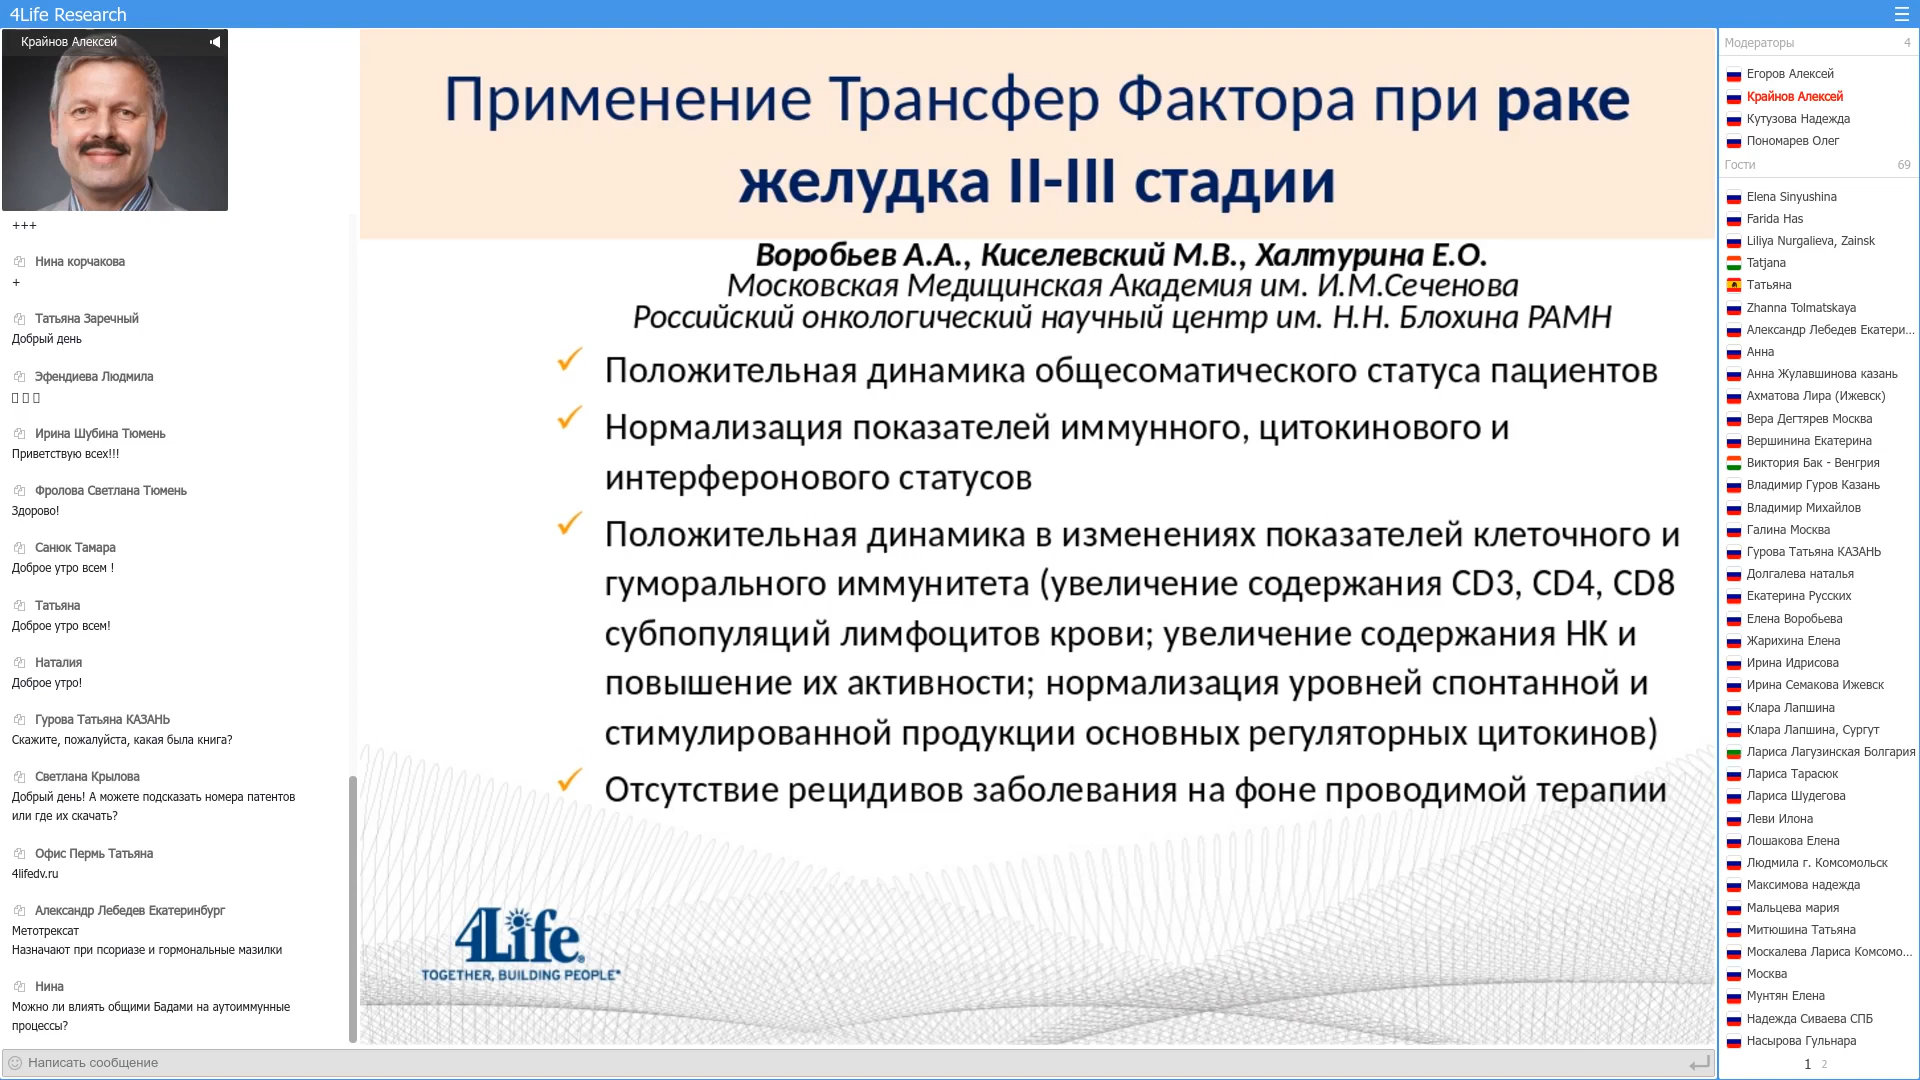 4Life Research
Крайнов Алексей
+++
Нина корчакова
+
Татьяна Заречный
Добрый день
Эфендиева Людмила
Ирина Шубина Тюмень
Приветствую всех!!!
Фролова Светлана Тюмень
Здорово!
Санюк Тамара
Доброе утро всем !
Татьяна
Доброе утро всем!
Наталия
Доброе утро!
Гурова Татьяна КАЗАНЬ
Скажите, пожалуйста, какая была книга?
Светлана Крылова
Добрый день! А можете подсказать номера патентов
или где их скачать?
Офис Пермь Татьяна
4lifedv.ru
Александр Лебедев Екатеринбург
Метотрексат
Назначают при псориазе и гормональные мазилки
Нина
Можно ли влиять общими Бадами на аутоиммунные
процессы?
Написать сообщение
Применение Трансфер Фактора при раке
желудка II-III стадии
Воробьев А.А., Киселевский М.В., Халтурина Е.О.
Московская Медицинская Академия им. И.М.Сеченова
Российский онкологический научный центр им. Н.Н. Блохина РАМН
Положительная динамика общесоматического статуса пациентов
Нормализация показателей иммунного, цитокинового и
интерферонового статусов
Положительная динамика в изменениях показателей клеточного и
гуморального иммунитета (увеличение содержания CD3, CD4, CD8
субпопуляций лимфоцитов крови; увеличение содержания НК и
повышение их активности; нормализация уровней спонтанной и
стимулированной продукции основных регуляторных цитокинов)
Отсутствие рецидивов заболевания на фоне проводимой терапии
4Life®
TOGETHER, BUILDING PEOPLE™
Модераторы 4
Егоров Алексей
Крайнов Алексей
Кутузова Надежда
Пономарев Олег
Гости 69
Elena Sinyushina
Farida Has
Liliya Nurgalieva, Zainsk
Tatjana
Татьяна
Zhanna Tolmatskaya
Александр Лебедев Екатери...
Анна
Анна Жулавшинова казань
Ахматова Лира (Ижевск)
Вера Дегтярев Москва
Вершинина Екатерина
Виктория Бак - Венгрия
Владимир Гуров Казань
Владимир Михайлов
Галина Москва
Гурова Татьяна КАЗАНЬ
Долгалева наталья
Екатерина Русских
Елена Воробьева
Жарихина Елена
Ирина Идрисова
Ирина Семакова Ижевск
Клара Лапшина
Клара Лапшина, Сургут
Лариса Лагузинская Болгария
Лариса Тарасюк
Лариса Шудегова
Леви Илона
Лошакова Елена
Людмила г. Комсомольск
Максимова надежда
Мальцева мария
Митюшина Татьяна
Москалева Лариса Комсомо...
Москва
Мунтян Елена
Надежда Сиваева СПБ
Насырова Гульнара
1 2